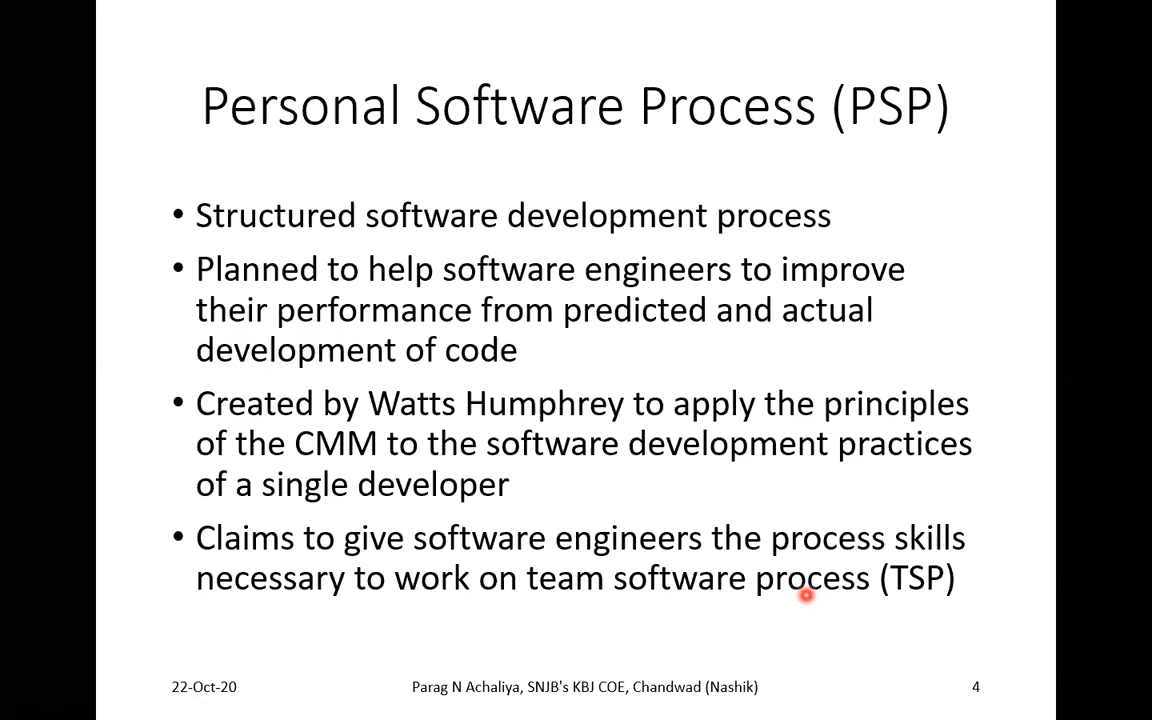 Personal Software Process (PSP)
• Structured software development process
• Planned to help software engineers to improve
their performance from predicted and actual
development of code
• Created by Watts Humphrey to apply the principles
of the CMM to the software development practices
of a single developer
• Claims to give software engineers the process skills
necessary to work on team software process (TSP)
22-Oct-20 Parag N Achaliya, SNJB's KBJ COE, Chandwad (Nashik) 4